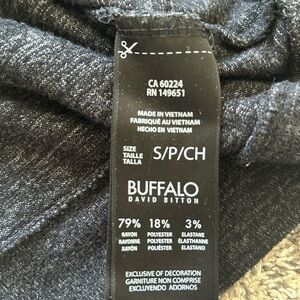 CA 60224
RN 149651
MADE IN VIETNAM
FABRIQUÉ AU VIETNAM
HECHO EN VIETNAM
SIZE
TAILLE
TALLA
S/P/CH
BUFFALO
DAVID BITTON
79% 18% 3%
RAYON POLYESTER ELASTANE
RAYONNE POLYESTER ÉLASTHANNE
RAYÓN POLIÉSTER ELASTANO
EXCLUSIVE OF DECORATION
GARNITURE NON COMPRISE
EXCLUYENDO ADORNOS